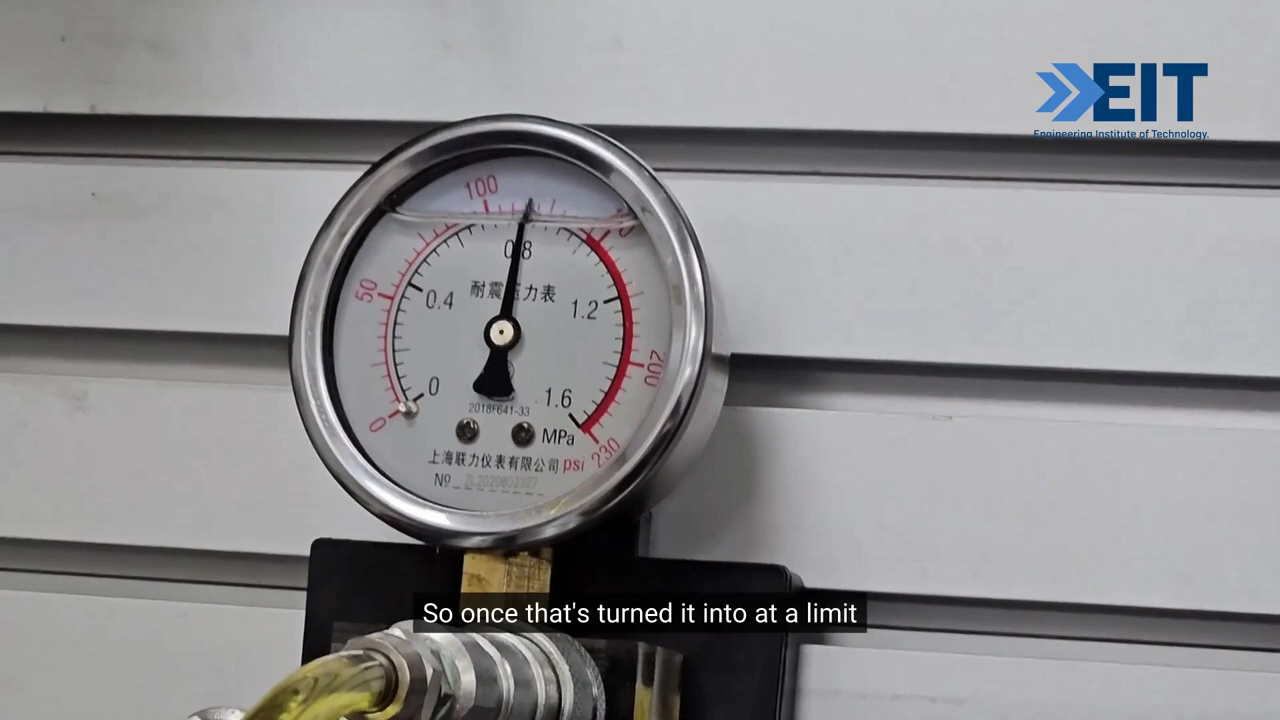 EIT
Engineering Institute of Technology.
100
50
0.8
0.4
耐震压力表
1.2
200
0
1.6
0
2018F641-33
MPa
上海联力仪表有限公司 psi 230
Nº
So once that's turned it into at a limit